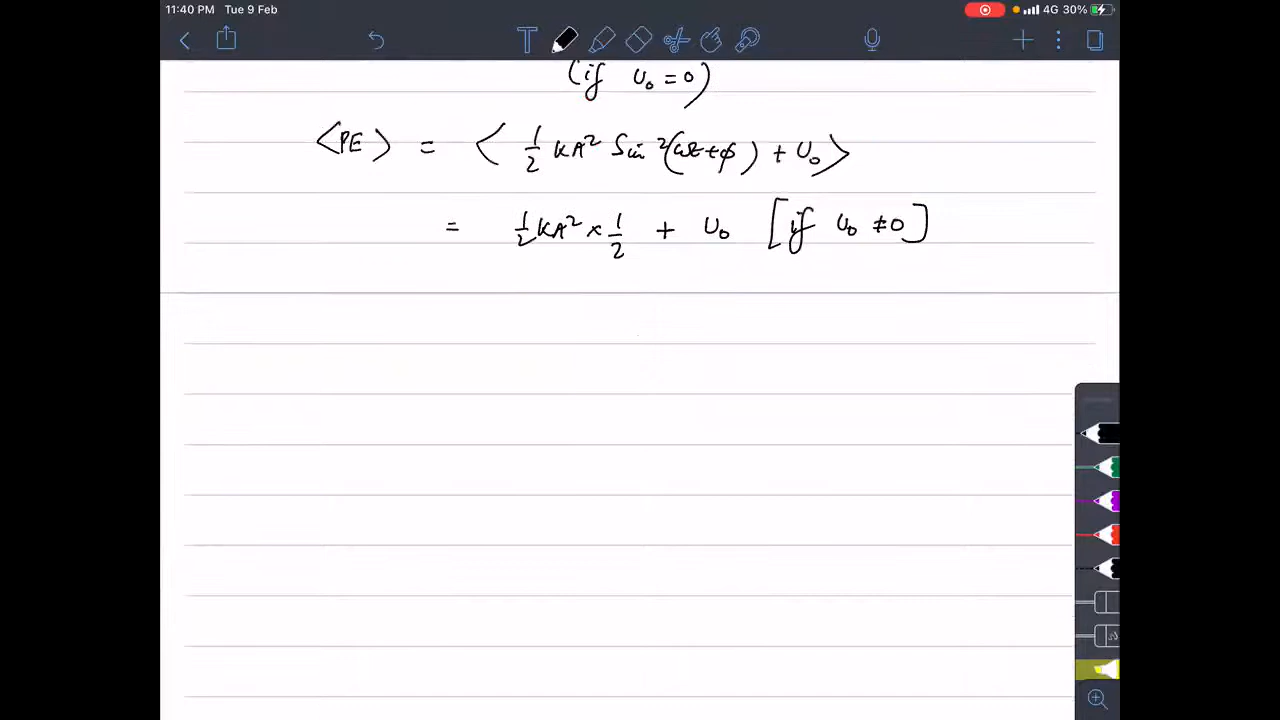 11:40 PM Tue 9 Feb 4G 30%
T
(if U₀ = 0)
⟨PE⟩ = ⟨ 1/2 KA² Sin²(ωt+φ) + U₀⟩
= 1/2 KA² × 1/2 + U₀ [if U₀ ≠ 0]